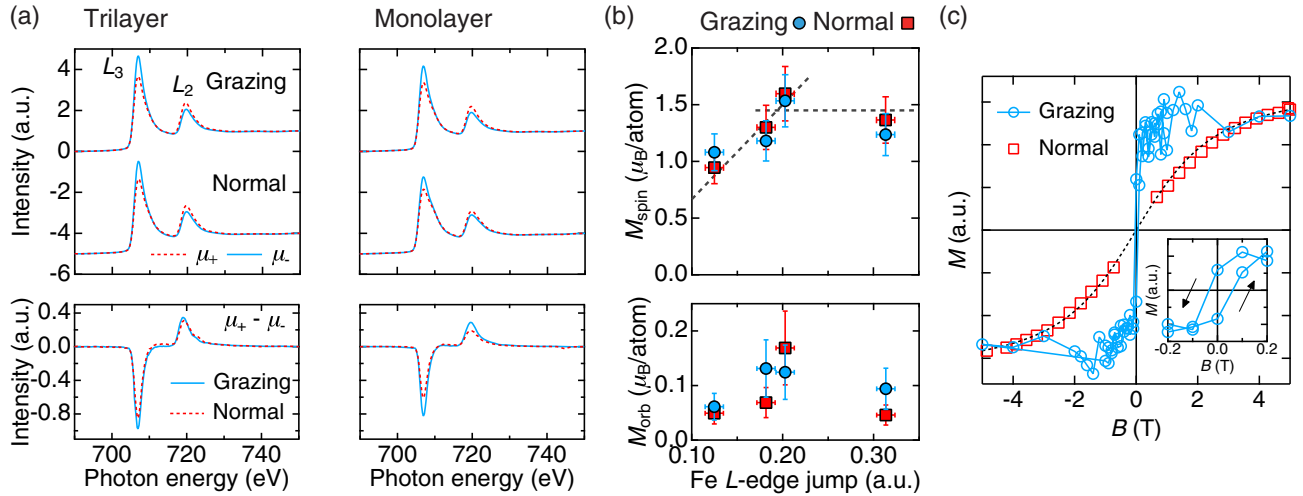 (a)
Trilayer
Monolayer
L3
L2
Grazing
Normal
μ+
μ-
Intensity (a.u.)
4
2
0
-2
-4
-6
μ+ - μ-
Grazing
Normal
Intensity (a.u.)
0.4
0.0
-0.4
-0.8
700 720 740
Photon energy (eV)
700 720 740
Photon energy (eV)
(b)
Grazing Normal
Mspin (μB/atom)
2.0
1.5
1.0
1.5
0.0
Morb (μB/atom)
0.2
0.1
0.0
0.10 0.20 0.30
Fe L-edge jump (a.u.)
(c)
Grazing
Normal
M (a.u.)
-4 -2 0 2 4
B (T)
M (a.u.)
-0.2 0.0 0.2
B (T)